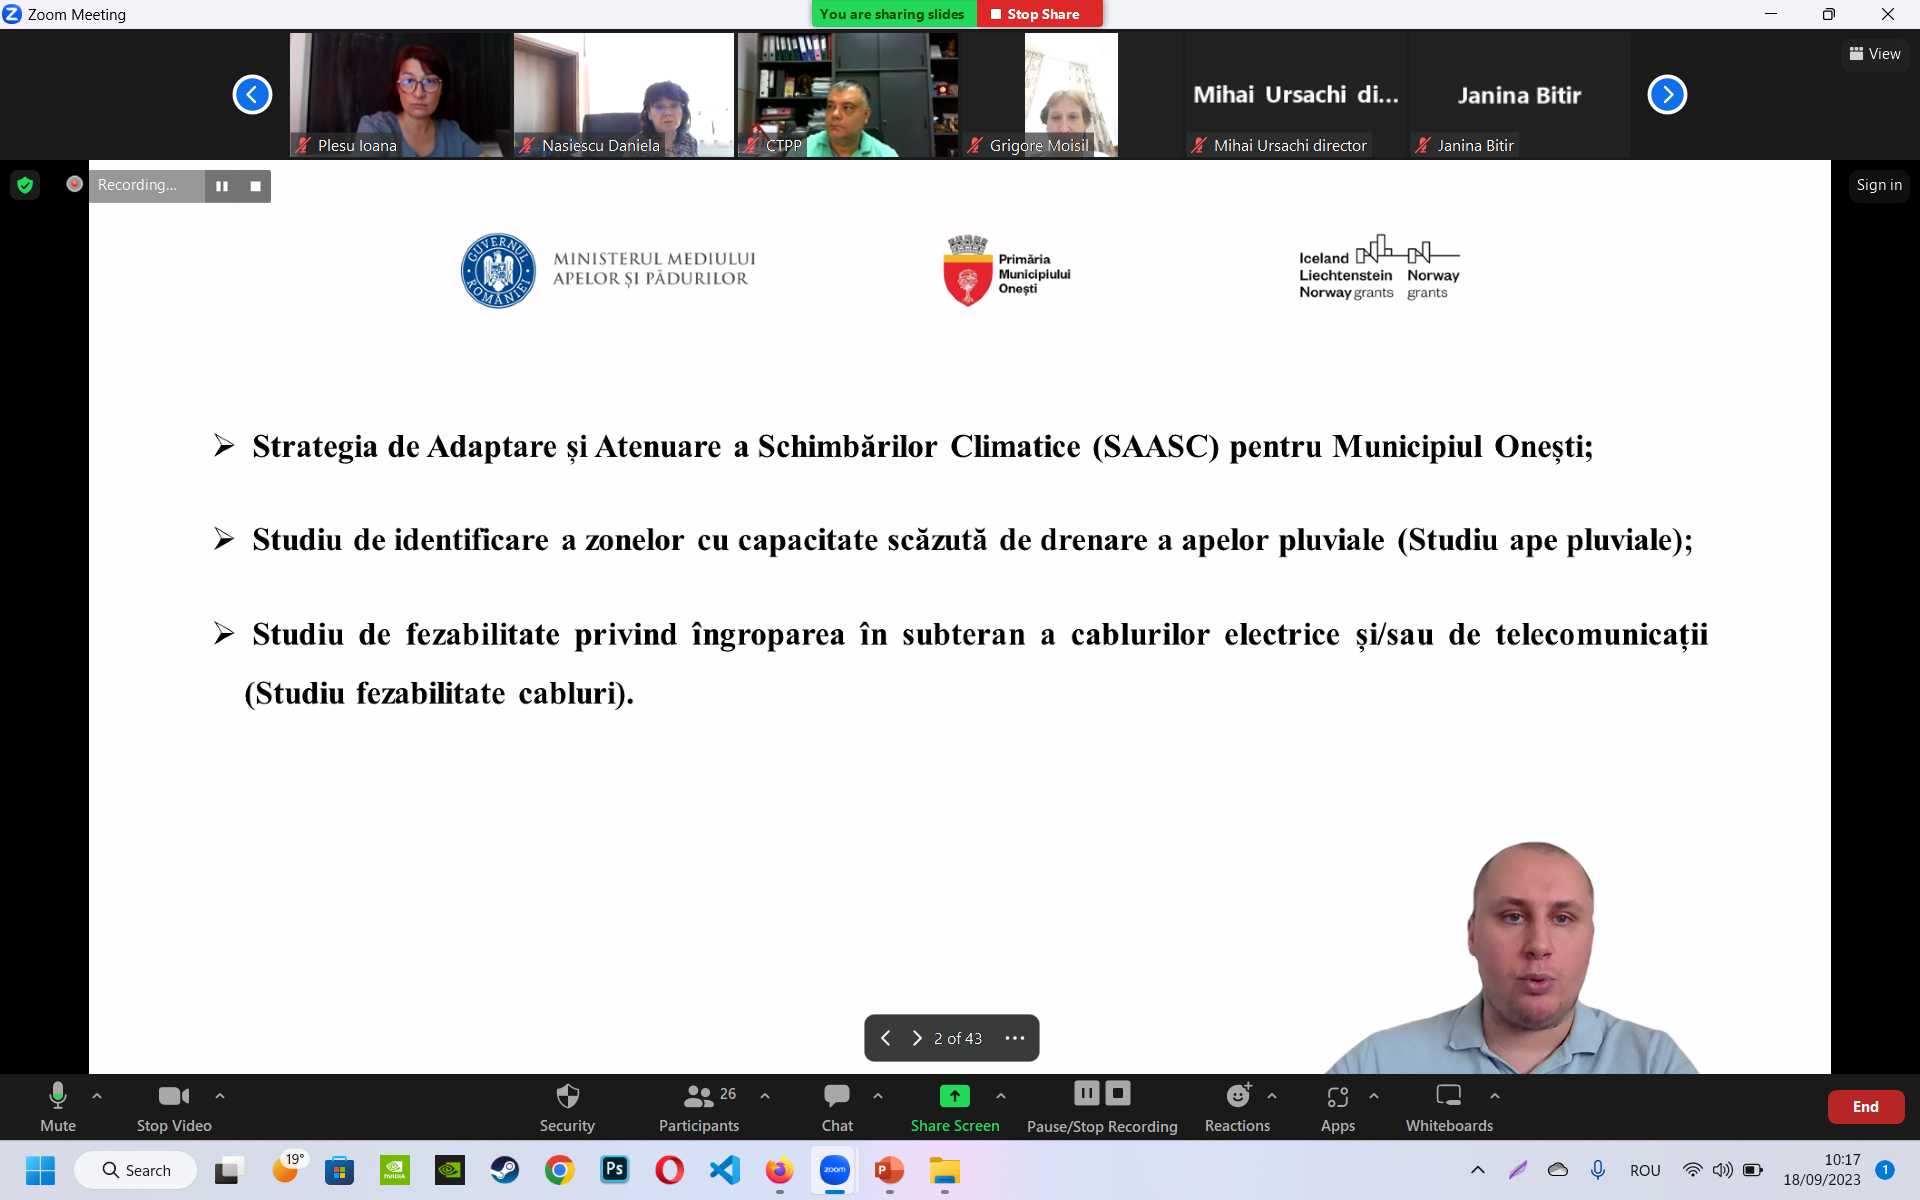 Zoom Meeting
You are sharing slides
Stop Share
Plesu Ioana
Nasiescu Daniela
CTPP
Grigore Moisil
Mihai Ursachi di...
Mihai Ursachi director
Janina Bitir
Janina Bitir
View
Recording...
Sign in
GUVERNUL ROMÂNIEI
MINISTERUL MEDIULUI
APELOR ȘI PĂDURILOR
Primăria
Municipiului
Onești
Iceland
Liechtenstein
Norway grants
Norway
grants
➢ Strategia de Adaptare și Atenuare a Schimbărilor Climatice (SAASC) pentru Municipiul Onești;
➢ Studiu de identificare a zonelor cu capacitate scăzută de drenare a apelor pluviale (Studiu ape pluviale);
➢ Studiu de fezabilitate privind îngroparea în subteran a cablurilor electrice și/sau de telecomunicații
(Studiu fezabilitate cabluri).
2 of 43
Mute
Stop Video
Security
26
Participants
Chat
Share Screen
Pause/Stop Recording
Reactions
Apps
Whiteboards
End
Search
19°
NVIDIA
Ps
zoom
P
ROU
10:17
18/09/2023
1